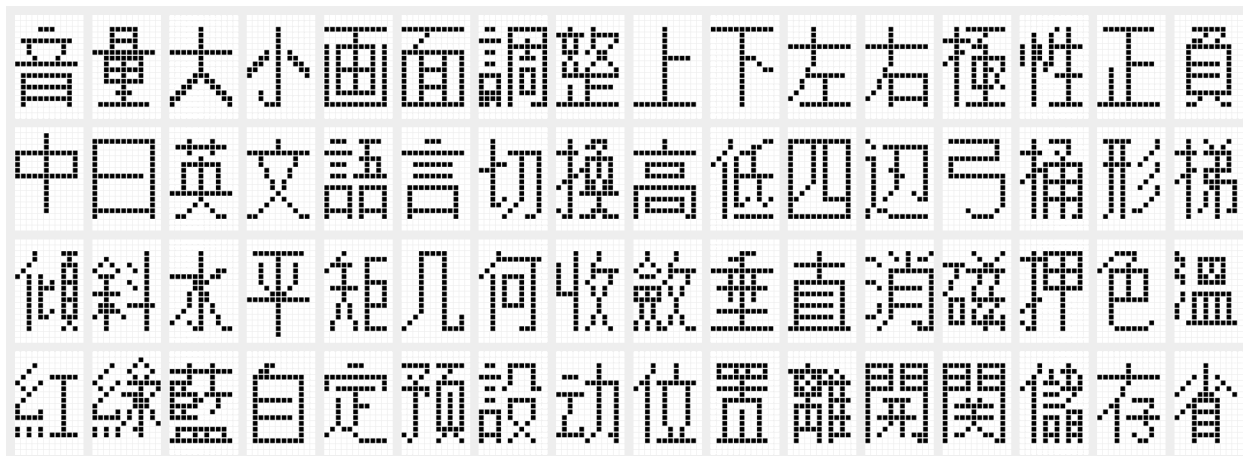 音量大小画面調整上下左右極性正負
中日英文語言切換高低四边弓桶形梯
傾斜水平矩几何收斂垂直消磁押色溫
紅綠藍自定預設动位置離開関儲存省